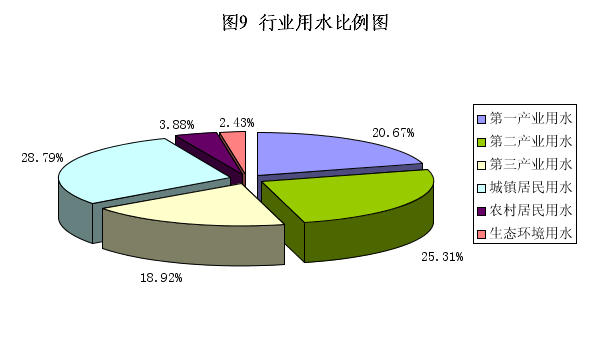 图9 行业用水比例图
3.88%
2.43%
20.67%
28.79%
25.31%
18.92%
第一产业用水
第二产业用水
第三产业用水
城镇居民用水
农村居民用水
生态环境用水